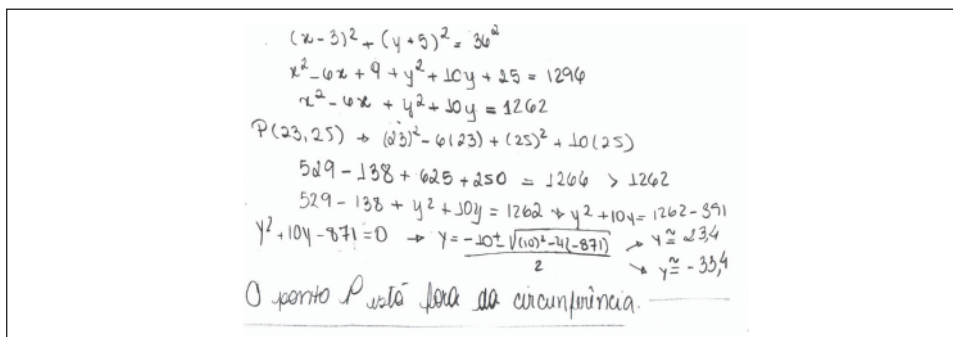 (x-3)² + (y+5)² = 36²
x² - 6x + 9 + y² + 10y + 25 = 1296
x² - 6x + y² + 10y = 1262
P(23,25) → (23)² - 6(23) + (25)² + 10(25)
529 - 138 + 625 + 250 = 1266 > 1262
529 - 138 + y² + 10y = 1262 → y² + 10y = 1262 - 391
y² + 10y - 871 = 0 → y = (-10 ± √((10)² - 4(-871)))/2 → y ≅ 23,4
→ y ≅ -33,4
O ponto P está fora da circunferência.